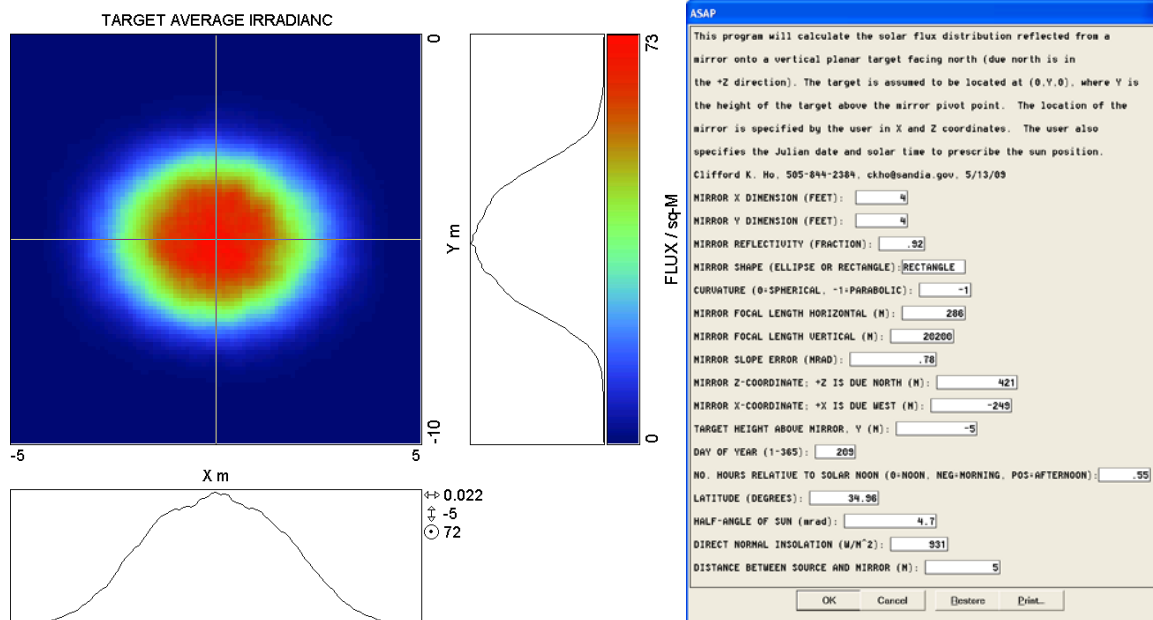 TARGET AVERAGE IRRADIANC
0
-10
Y m
73
0
FLUX / sq-M
-5
5
X m
0.022
-5
72
ASAP
This program will calculate the solar flux distribution reflected from a
mirror onto a vertical planar target facing north (due north is in
the +Z direction). The target is assumed to be located at (0,Y,0), where Y is
the height of the target above the mirror pivot point. The location of the
mirror is specified by the user in X and Z coordinates. The user also
specifies the Julian date and solar time to prescribe the sun position.
Clifford K. Ho, 505-844-2384, ckho@sandia.gov, 5/13/09
MIRROR X DIMENSION (FEET): 4
MIRROR Y DIMENSION (FEET): 4
MIRROR REFLECTIVITY (FRACTION): .92
MIRROR SHAPE (ELLIPSE OR RECTANGLE): RECTANGLE
CURVATURE (0=SPHERICAL, -1=PARABOLIC): -1
MIRROR FOCAL LENGTH HORIZONTAL (M): 286
MIRROR FOCAL LENGTH VERTICAL (M): 20200
MIRROR SLOPE ERROR (MRAD): .78
MIRROR Z-COORDINATE; +Z IS DUE NORTH (M): 421
MIRROR X-COORDINATE; +X IS DUE WEST (M): -249
TARGET HEIGHT ABOVE MIRROR, Y (M): -5
DAY OF YEAR (1-365): 209
NO. HOURS RELATIVE TO SOLAR NOON (0=NOON, NEG=MORNING, POS=AFTERNOON): .55
LATITUDE (DEGREES): 34.96
HALF-ANGLE OF SUN (mrad): 4.7
DIRECT NORMAL INSOLATION (W/M^2): 931
DISTANCE BETWEEN SOURCE AND MIRROR (M): 5
OK Cancel Restore Print...